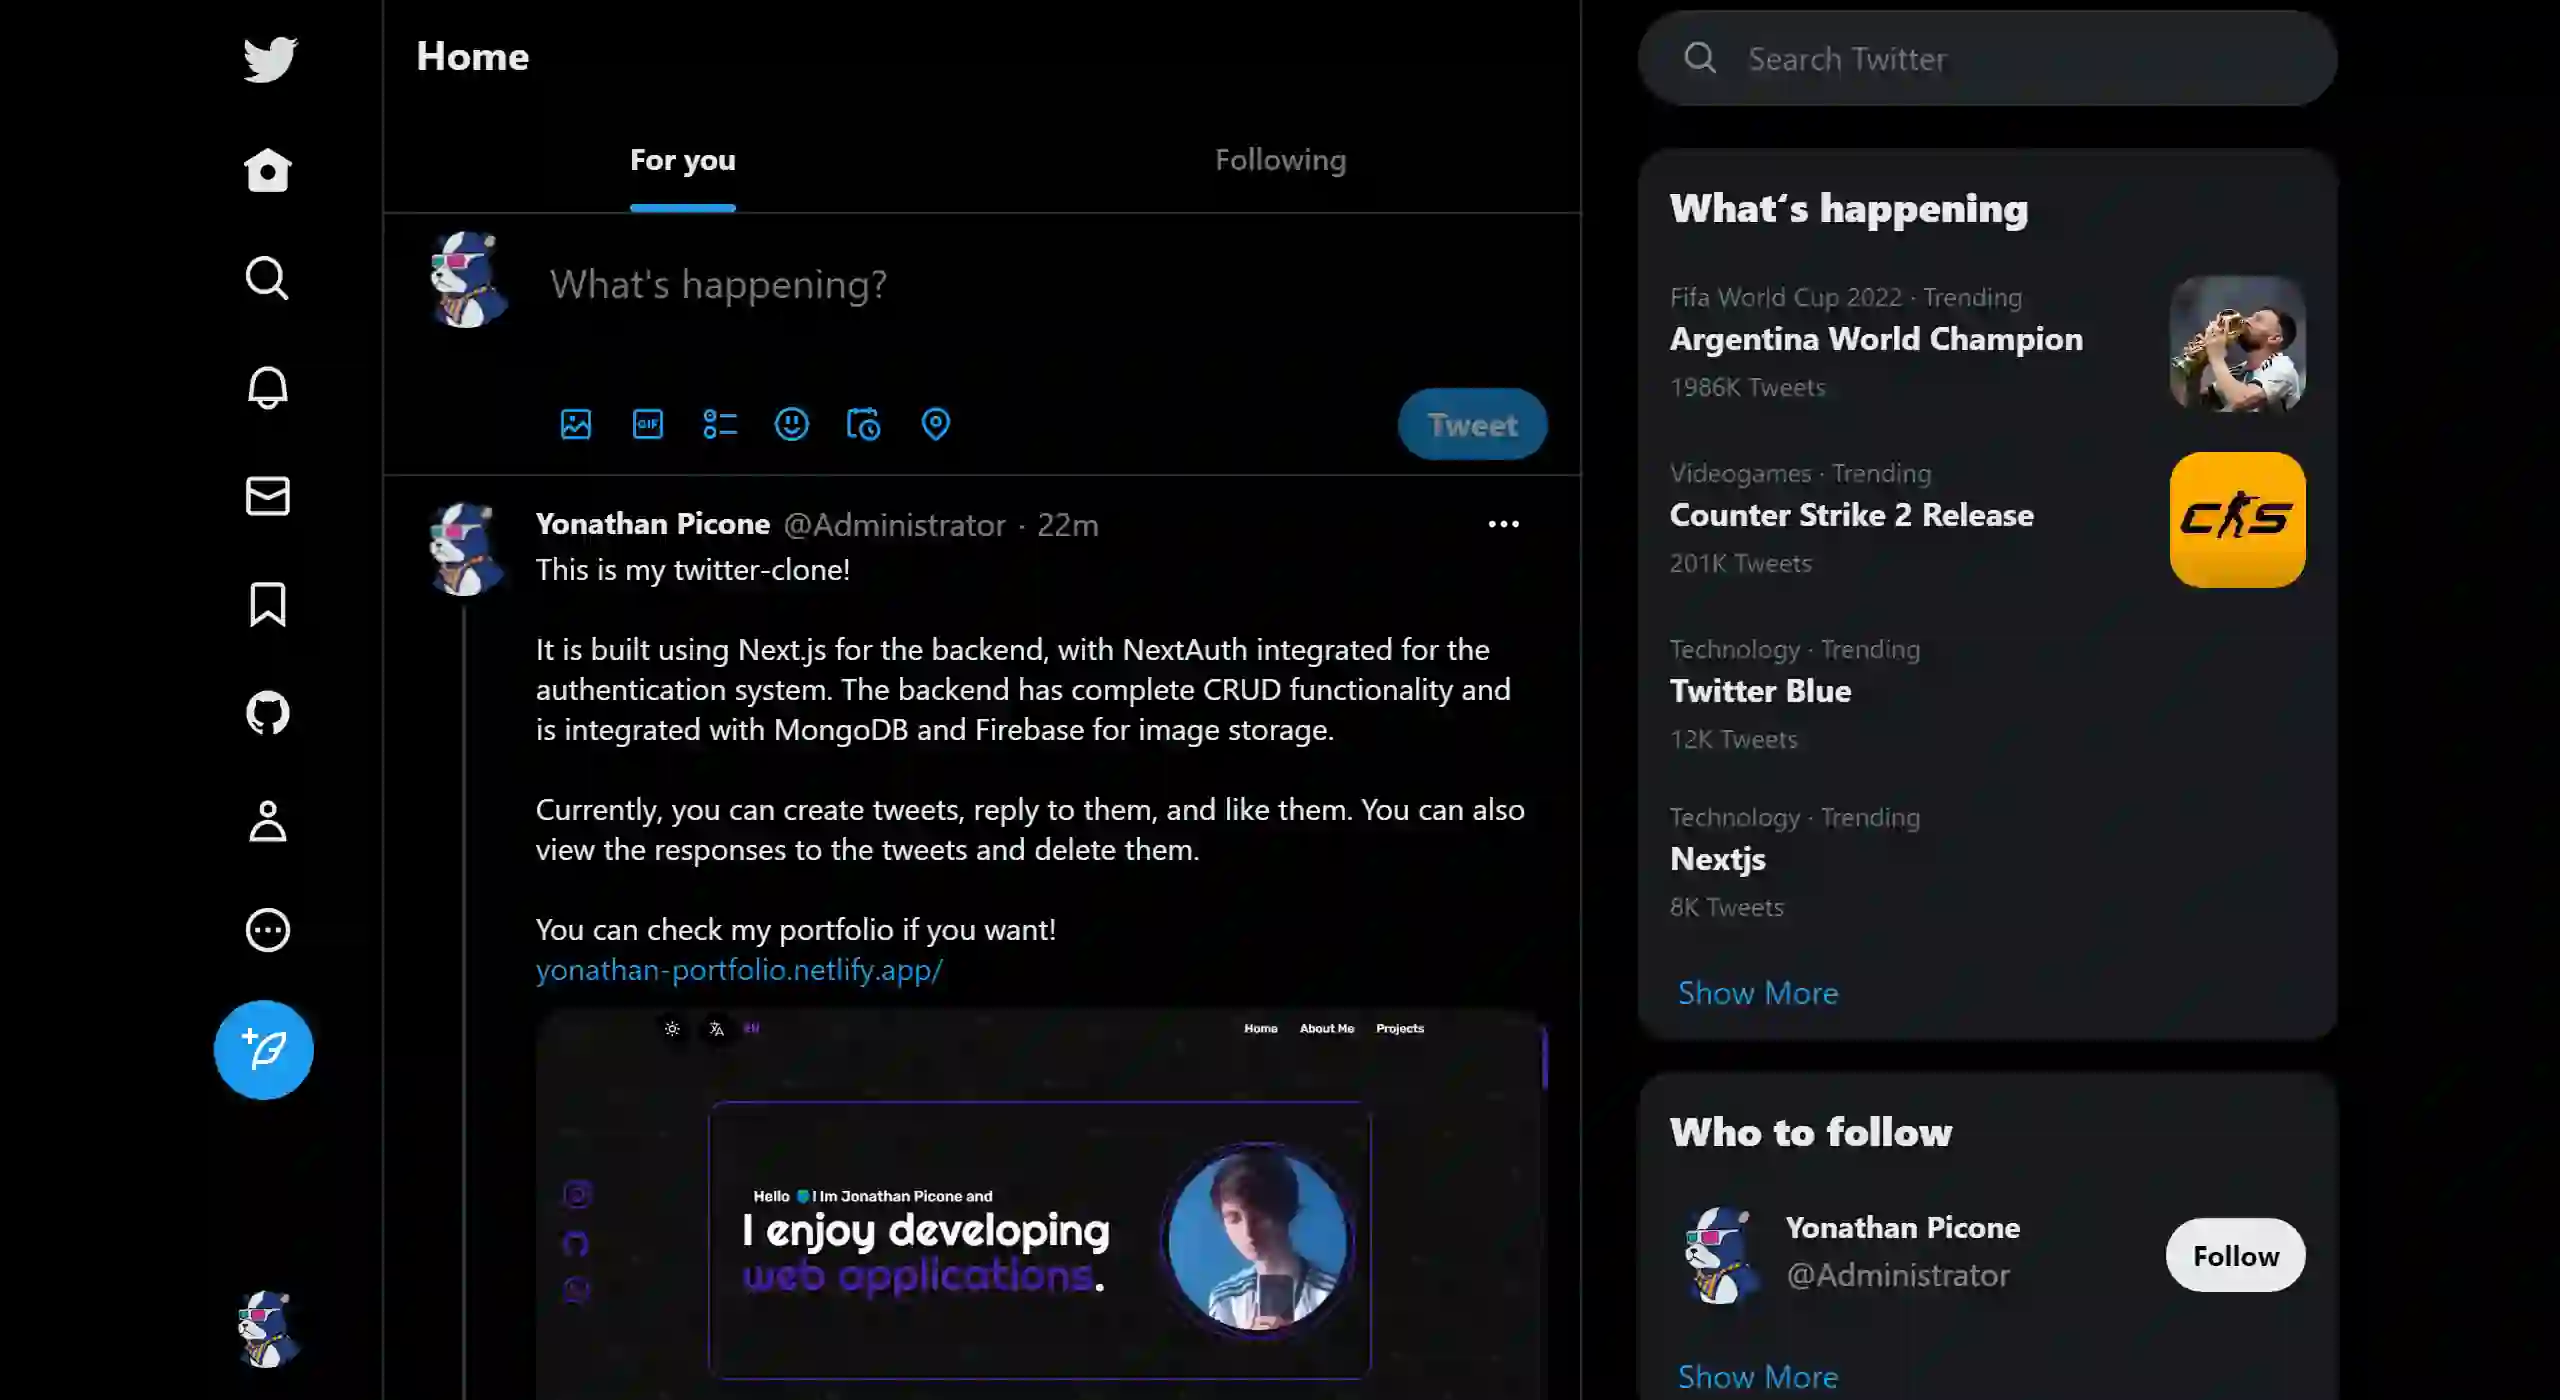 Home
For you
Following
What's happening?
GIF
Tweet
Yonathan Picone @Administrator · 22m
This is my twitter-clone!
It is built using Next.js for the backend, with NextAuth integrated for the
authentication system. The backend has complete CRUD functionality and
is integrated with MongoDB and Firebase for image storage.
Currently, you can create tweets, reply to them, and like them. You can also
view the responses to the tweets and delete them.
You can check my portfolio if you want!
yonathan-portfolio.netlify.app/
EN
Home About Me Projects
Hello I Im Jonathan Picone and
I enjoy developing
web applications.
Search Twitter
What‘s happening
Fifa World Cup 2022 · Trending
Argentina World Champion
1986K Tweets
Videogames · Trending
Counter Strike 2 Release
201K Tweets
CS
Technology · Trending
Twitter Blue
12K Tweets
Technology · Trending
Nextjs
8K Tweets
Show More
Who to follow
Yonathan Picone
@Administrator
Follow
Show More